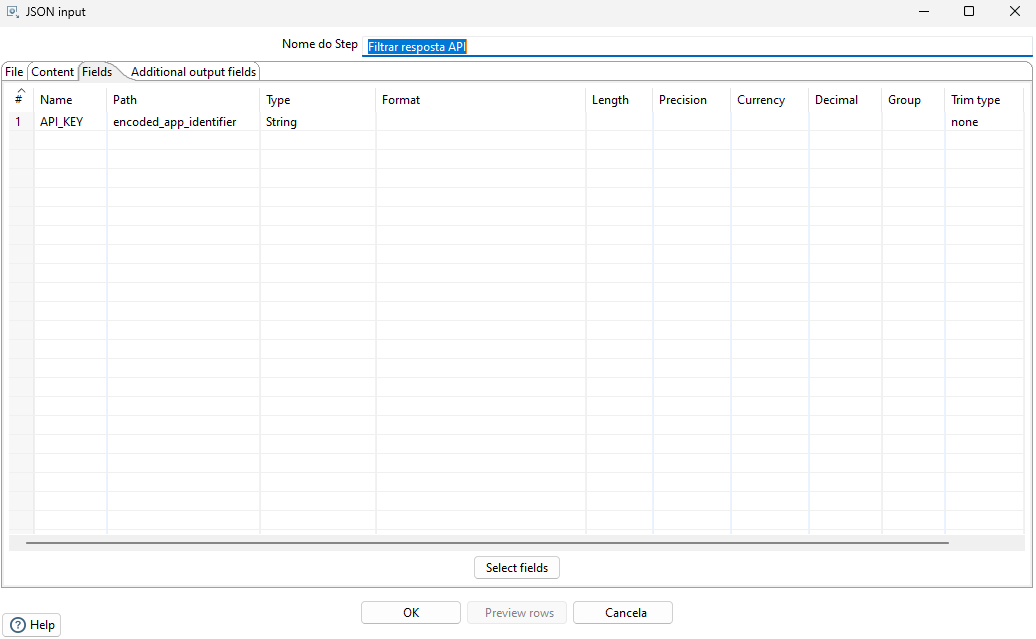 JSON input
Nome do Step Filtrar resposta API
File Content Fields Additional output fields
# Name Path Type Format Length Precision Currency Decimal Group Trim type
1 API_KEY encoded_app_identifier String none
Select fields
OK Preview rows Cancela
? Help